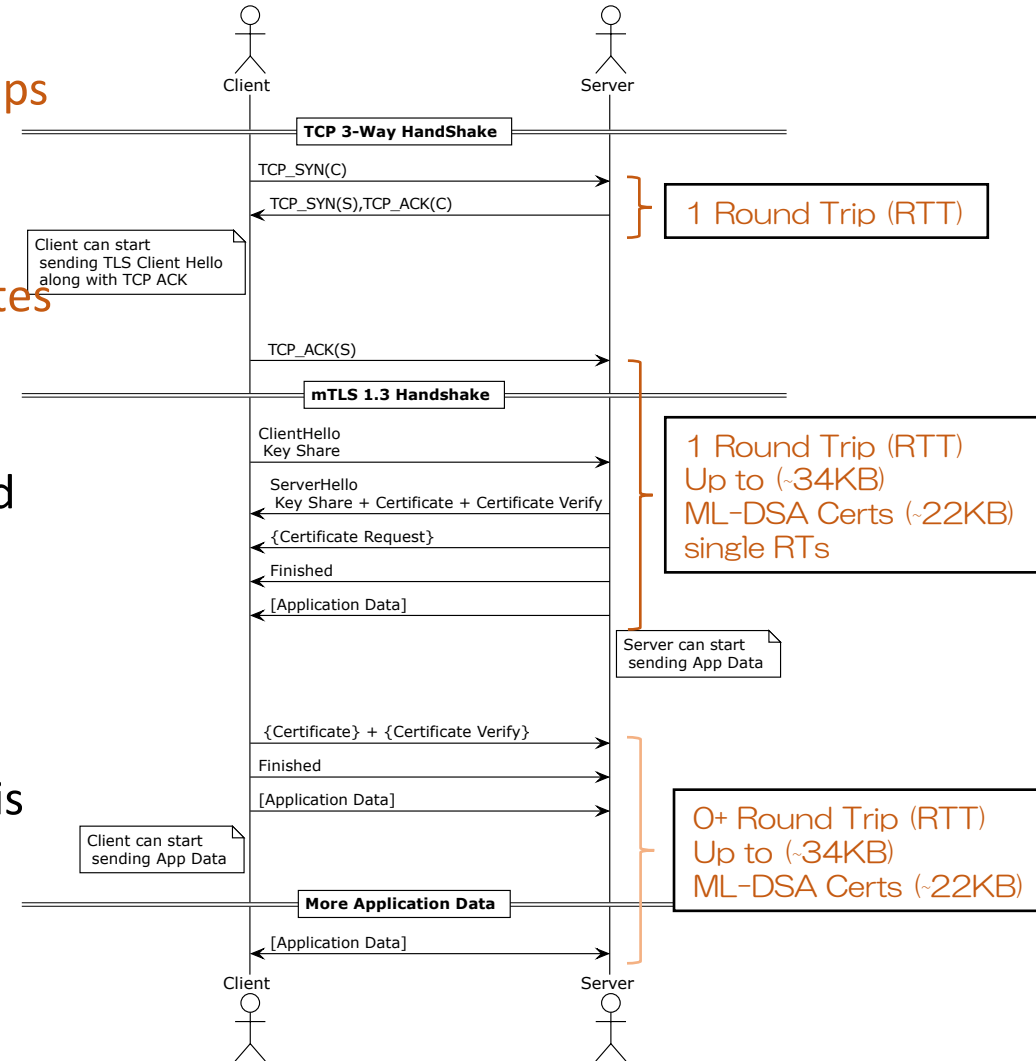 Client
Server
ps
TCP 3-Way HandShake
TCP_SYN(C)
TCP_SYN(S),TCP_ACK(C)
1 Round Trip (RTT)
Client can start
sending TLS Client Hello
along with TCP ACK
tes
TCP_ACK(S)
mTLS 1.3 Handshake
ClientHello
Key Share
ServerHello
Key Share + Certificate + Certificate Verify
{Certificate Request}
Finished
[Application Data]
d
1 Round Trip (RTT)
Up to (~34KB)
ML-DSA Certs (~22KB)
single RTs
Server can start
sending App Data
{Certificate} + {Certificate Verify}
Finished
[Application Data]
is
Client can start
sending App Data
0+ Round Trip (RTT)
Up to (~34KB)
ML-DSA Certs (~22KB)
More Application Data
[Application Data]
Client
Server